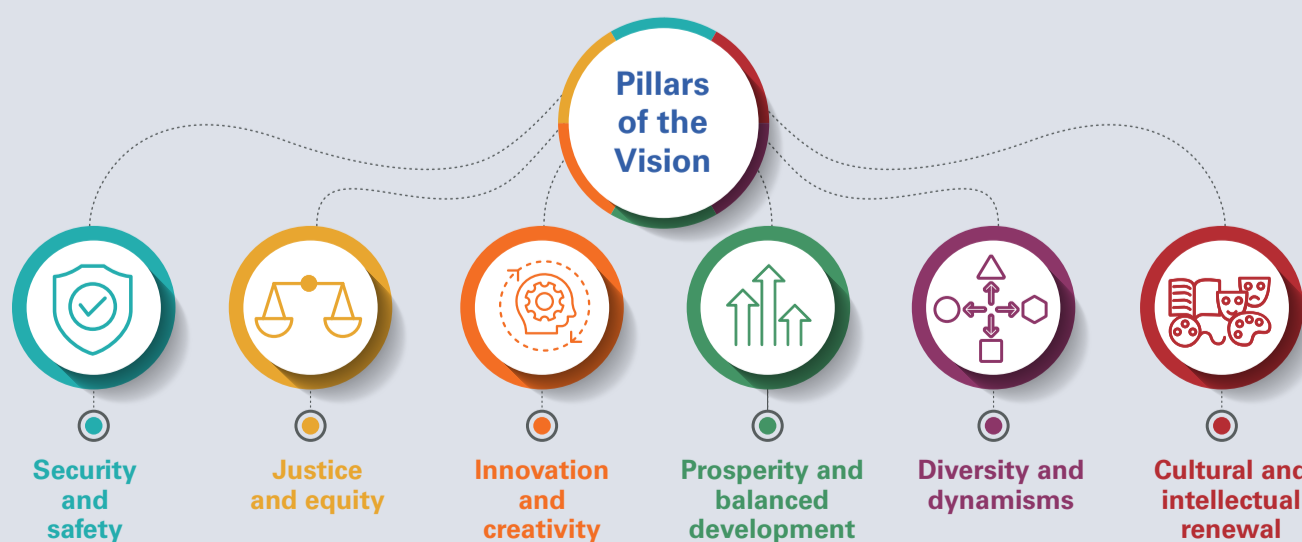 Pillars
of the
Vision
Security
and
safety
Justice
and equity
Innovation
and
creativity
Prosperity and
balanced
development
Diversity and
dynamisms
Cultural and
intellectual
renewal